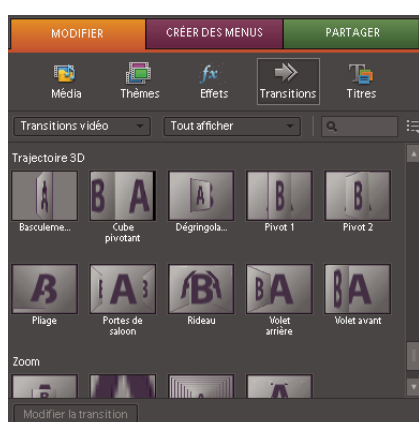 MODIFIER CRÉER DES MENUS PARTAGER
Média Thèmes Effets Transitions Titres
Transitions vidéo Tout afficher
Trajectoire 3D
Basculeme... Cube pivotant Dégringola... Pivot 1 Pivot 2
Pliage Portes de saloon Rideau Volet arrière Volet avant
Zoom
Modifier la transition